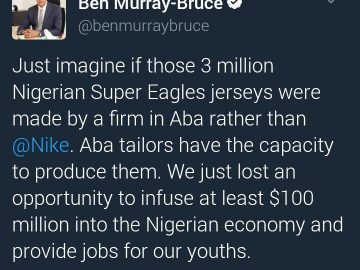 Ben Murray-Bruce
@benmurraybruce
Just imagine if those 3 million
Nigerian Super Eagles jerseys were
made by a firm in Aba rather than
@Nike. Aba tailors have the capacity
to produce them. We just lost an
opportunity to infuse at least $100
million into the Nigerian economy and
provide jobs for our youths.